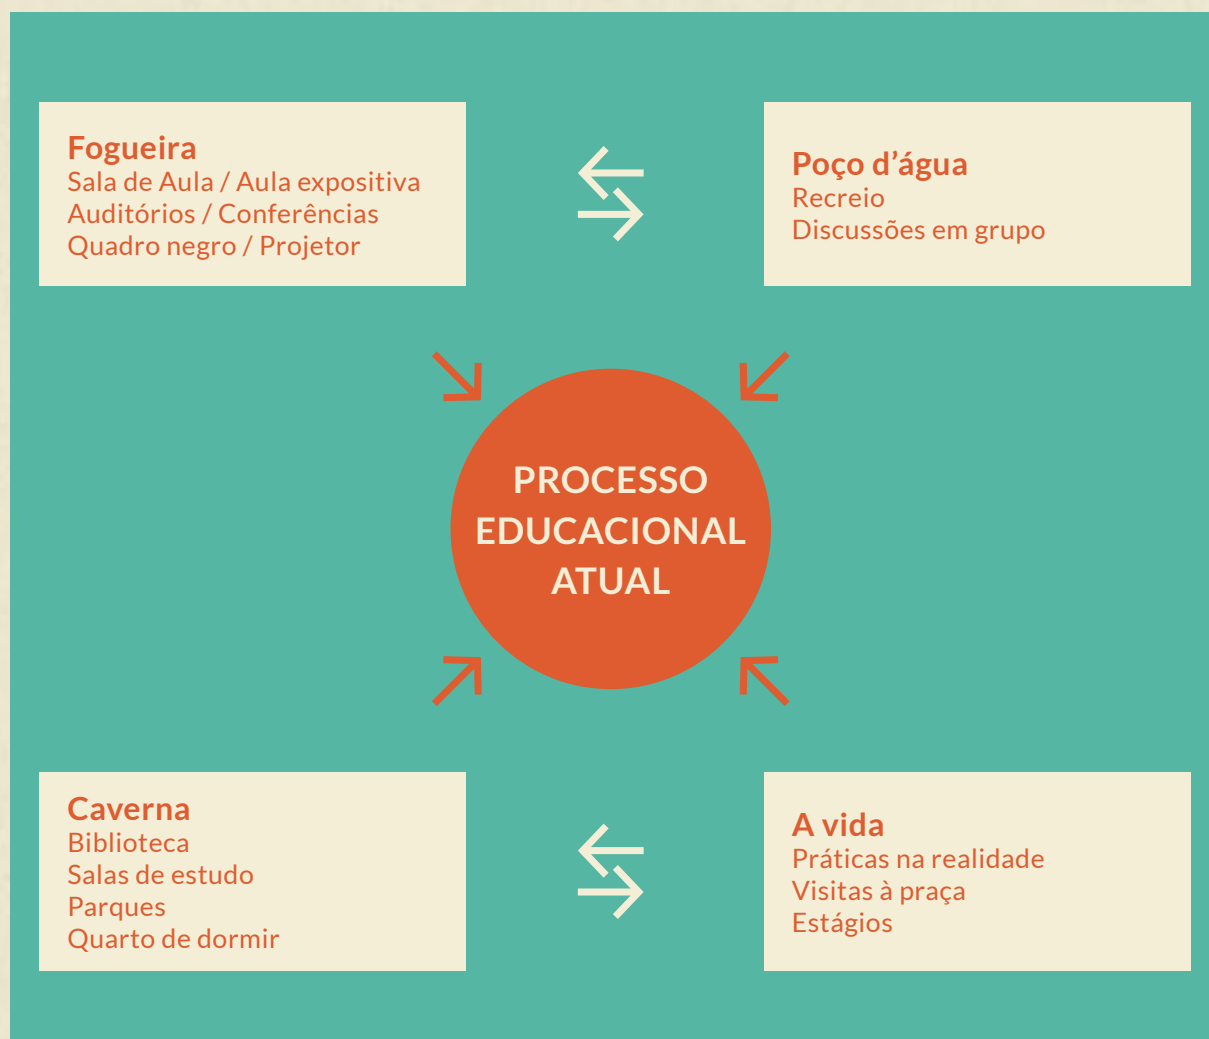 Fogueira
Sala de Aula / Aula expositiva
Auditórios / Conferências
Quadro negro / Projetor
Poço d’água
Recreio
Discussões em grupo
PROCESSO
EDUCACIONAL
ATUAL
Caverna
Biblioteca
Salas de estudo
Parques
Quarto de dormir
A vida
Práticas na realidade
Visitas à praça
Estágios